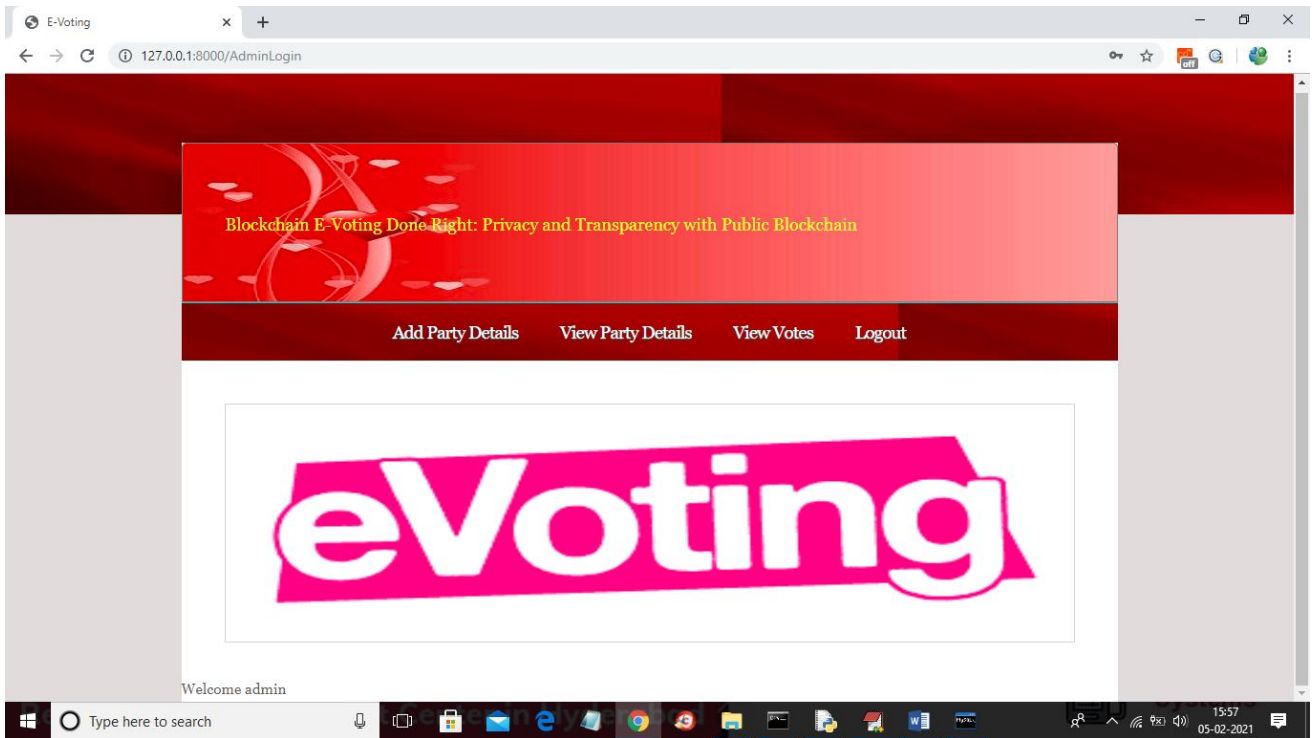 E-Voting
127.0.0.1:8000/AdminLogin
off
Blockchain E-Voting Done Right: Privacy and Transparency with Public Blockchain
Add Party Details View Party Details View Votes Logout
eVoting
Welcome admin
Type here to search
15:57
05-02-2021